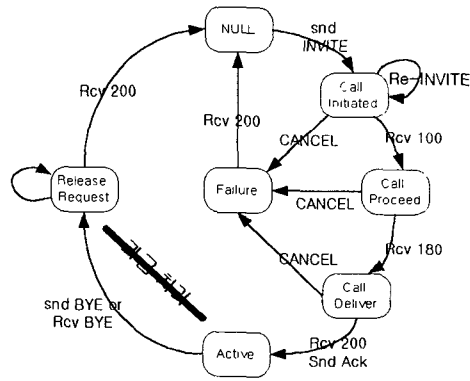 NULL
snd
INVITE
Call
Initiated
Re-INVITE
Rcv 200
Rcv 200
CANCEL
Rcv 100
Release
Request
Failure
CANCEL
Call
Proceed
CANCEL
Rcv 180
Call
Deliver
snd BYE or
Rcv BYE
Active
Rcv 200
Snd Ack